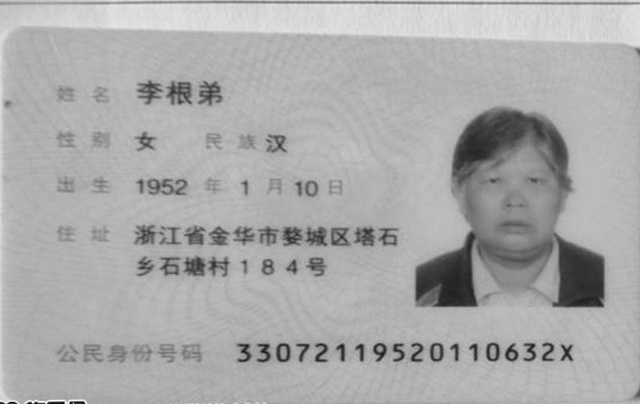 姓名 李根弟
性别 女 民族 汉
出生 1952 年 1 月 10 日
住址 浙江省金华市婺城区塔石
乡石塘村184号
公民身份号码 33072119520110632X